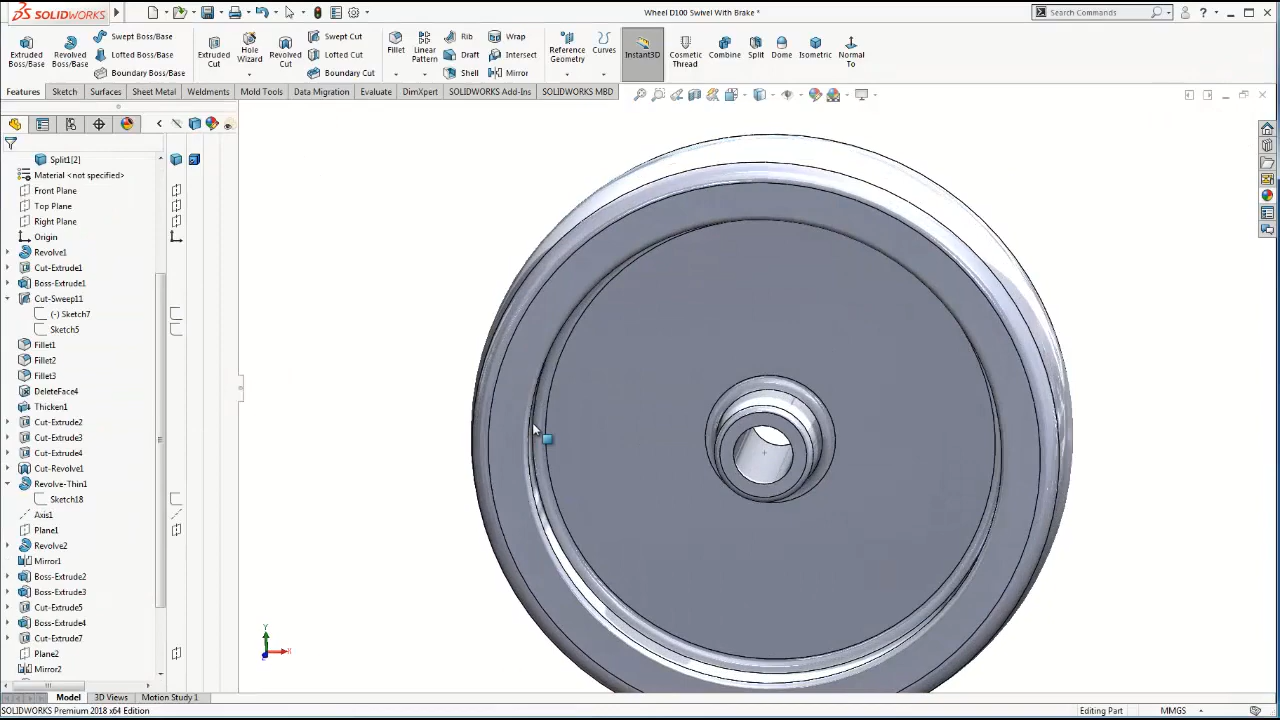 SOLIDWORKS
Wheel D100 Swivel With Brake *
Search Commands
Extruded Boss/Base
Revolved Boss/Base
Swept Boss/Base
Lofted Boss/Base
Boundary Boss/Base
Extruded Cut
Hole Wizard
Revolved Cut
Swept Cut
Lofted Cut
Boundary Cut
Fillet
Linear Pattern
Rib
Draft
Shell
Wrap
Intersect
Mirror
Reference Geometry
Curves
Instant3D
Cosmetic Thread
Combine
Split
Dome
Isometric
Normal To
Features
Sketch
Surfaces
Sheet Metal
Weldments
Mold Tools
Data Migration
Evaluate
DimXpert
SOLIDWORKS Add-Ins
SOLIDWORKS MBD
Split1[2]
Material <not specified>
Front Plane
Top Plane
Right Plane
Origin
Revolve1
Cut-Extrude1
Boss-Extrude1
Cut-Sweep11
(-) Sketch7
Sketch5
Fillet1
Fillet2
Fillet3
DeleteFace4
Thicken1
Cut-Extrude2
Cut-Extrude3
Cut-Extrude4
Cut-Revolve1
Revolve-Thin1
Sketch18
Axis1
Plane1
Revolve2
Mirror1
Boss-Extrude2
Boss-Extrude3
Cut-Extrude5
Boss-Extrude4
Cut-Extrude7
Plane2
Mirror2
Y
X
Model
3D Views
Motion Study 1
SOLIDWORKS Premium 2018 x64 Edition
Editing Part
MMGS